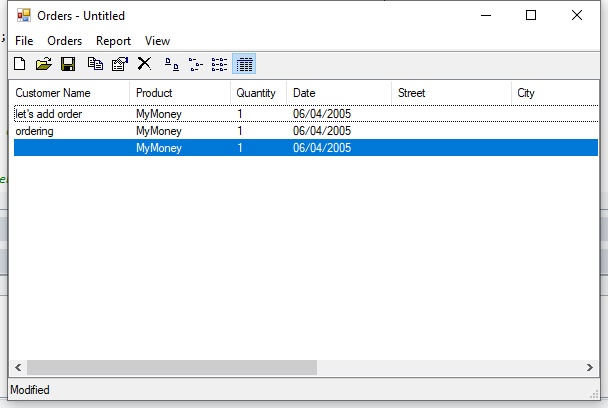 Orders - Untitled
;
File Orders Report View
Customer Name Product Quantity Date Street City
let's add order MyMoney 1 06/04/2005
ordering MyMoney 1 06/04/2005
MyMoney 1 06/04/2005
Modified